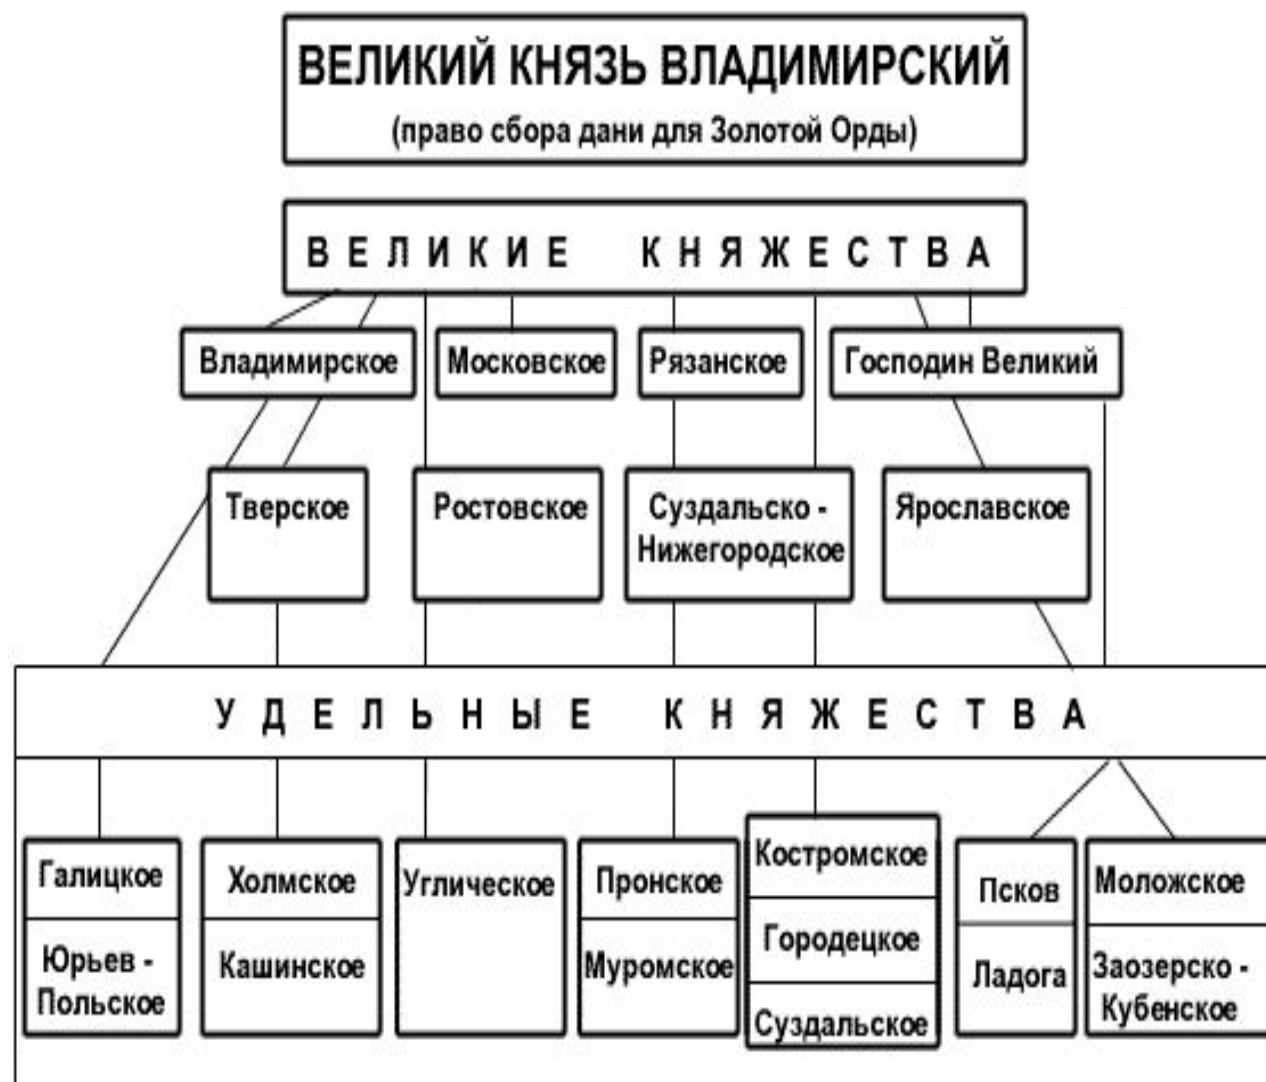 ВЕЛИКИЙ КНЯЗЬ ВЛАДИМИРСКИЙ
(право сбора дани для Золотой Орды)
ВЕЛИКИЕ КНЯЖЕСТВА
Владимирское
Московское
Рязанское
Господин Великий
Тверское
Ростовское
Суздальско -
Нижегородское
Ярославское
УДЕЛЬНЫЕ КНЯЖЕСТВА
Галицкое
Юрьев -
Польское
Холмское
Кашинское
Углическое
Пронское
Муромское
Костромское
Городецкое
Суздальское
Псков
Ладога
Моложское
Заозерско -
Кубенское